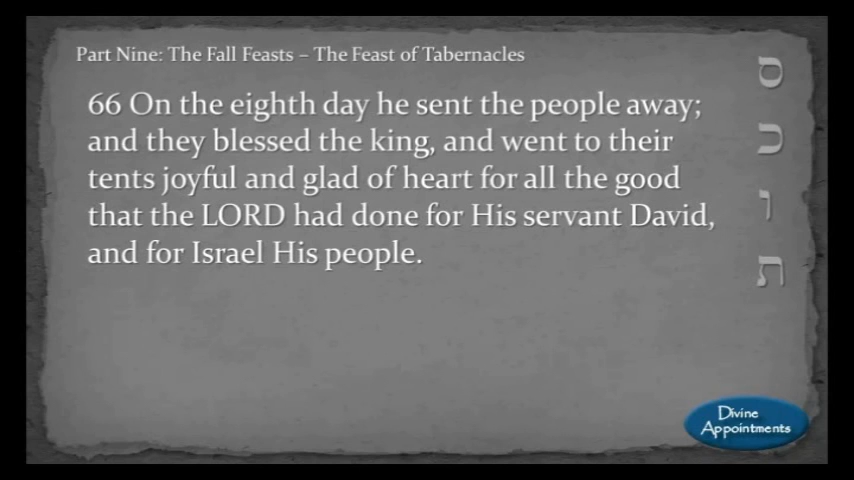 Part Nine: The Fall Feasts – The Feast of Tabernacles
66 On the eighth day he sent the people away;
and they blessed the king, and went to their
tents joyful and glad of heart for all the good
that the LORD had done for His servant David,
and for Israel His people.
ס
כ
ו
ת
Divine
Appointments